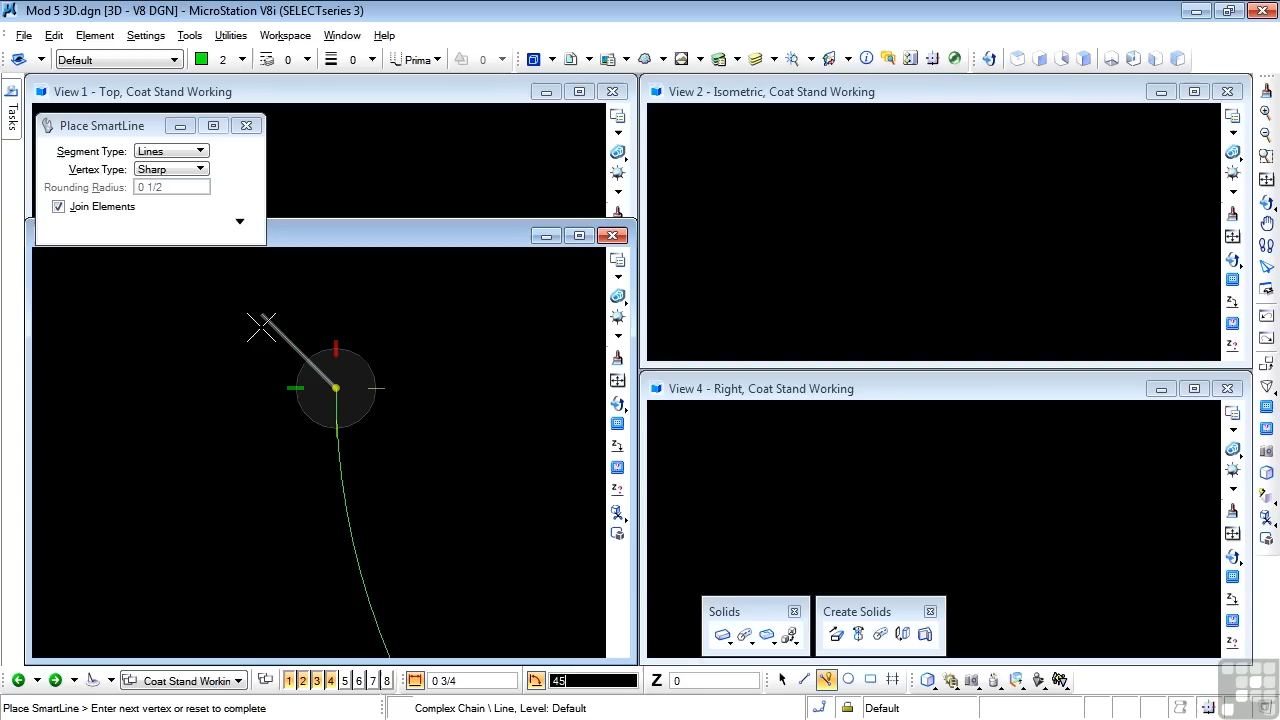 Mod 5 3D.dgn [3D - V8 DGN] - MicroStation V8i (SELECTseries 3)
File Edit Element Settings Tools Utilities Workspace Window Help
Default 2 0 0 Prima 0
Tasks
View 1 - Top, Coat Stand Working
View 2 - Isometric, Coat Stand Working
Place SmartLine
Segment Type: Lines
Vertex Type: Sharp
Rounding Radius: 0 1/2
Join Elements
View 4 - Right, Coat Stand Working
Solids
Create Solids
Coat Stand Workin 1 2 3 4 5 6 7 8 0 3/4 45 Z 0
Place SmartLine > Enter next vertex or reset to complete
Complex Chain \ Line, Level: Default
Default